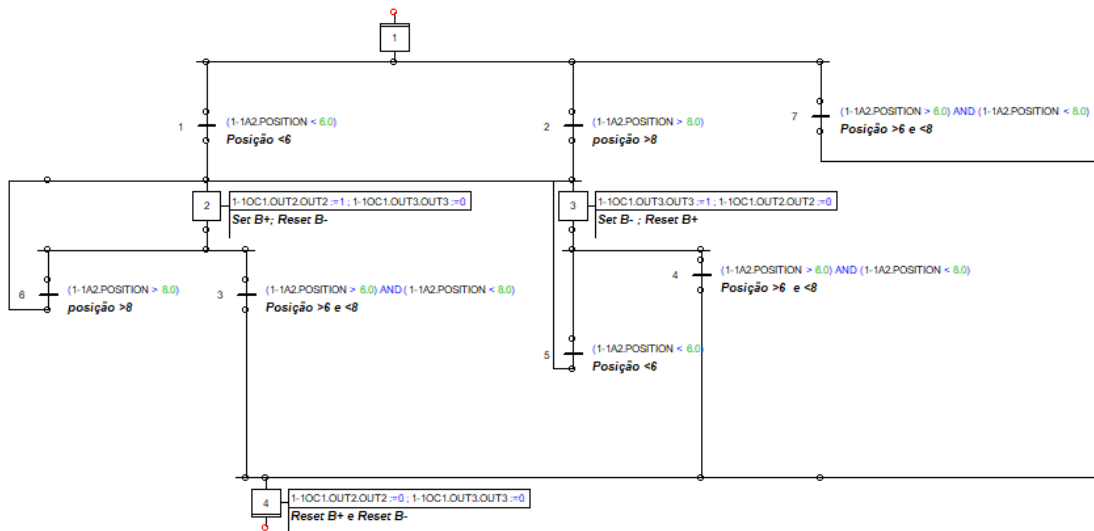 1
1
(1-1A2.POSITION < 6.0)
Posição <6
2
(1-1A2.POSITION > 8.0)
posição >8
7
(1-1A2.POSITION > 6.0) AND (1-1A2.POSITION < 8.0)
Posição >6 e <8
2
1-1OC1.OUT2.OUT2 :=1 ; 1-1OC1.OUT3.OUT3 :=0
Set B+; Reset B-
3
1-1OC1.OUT3.OUT3 :=1 ; 1-1OC1.OUT2.OUT2 :=0
Set B- ; Reset B+
6
(1-1A2.POSITION > 8.0)
posição >8
3
(1-1A2.POSITION > 6.0) AND (1-1A2.POSITION < 8.0)
Posição >6 e <8
4
(1-1A2.POSITION > 6.0) AND (1-1A2.POSITION < 8.0)
Posição >6 e <8
5
(1-1A2.POSITION < 6.0)
Posição <6
4
1-1OC1.OUT2.OUT2 :=0 ; 1-1OC1.OUT3.OUT3 :=0
Reset B+ e Reset B-